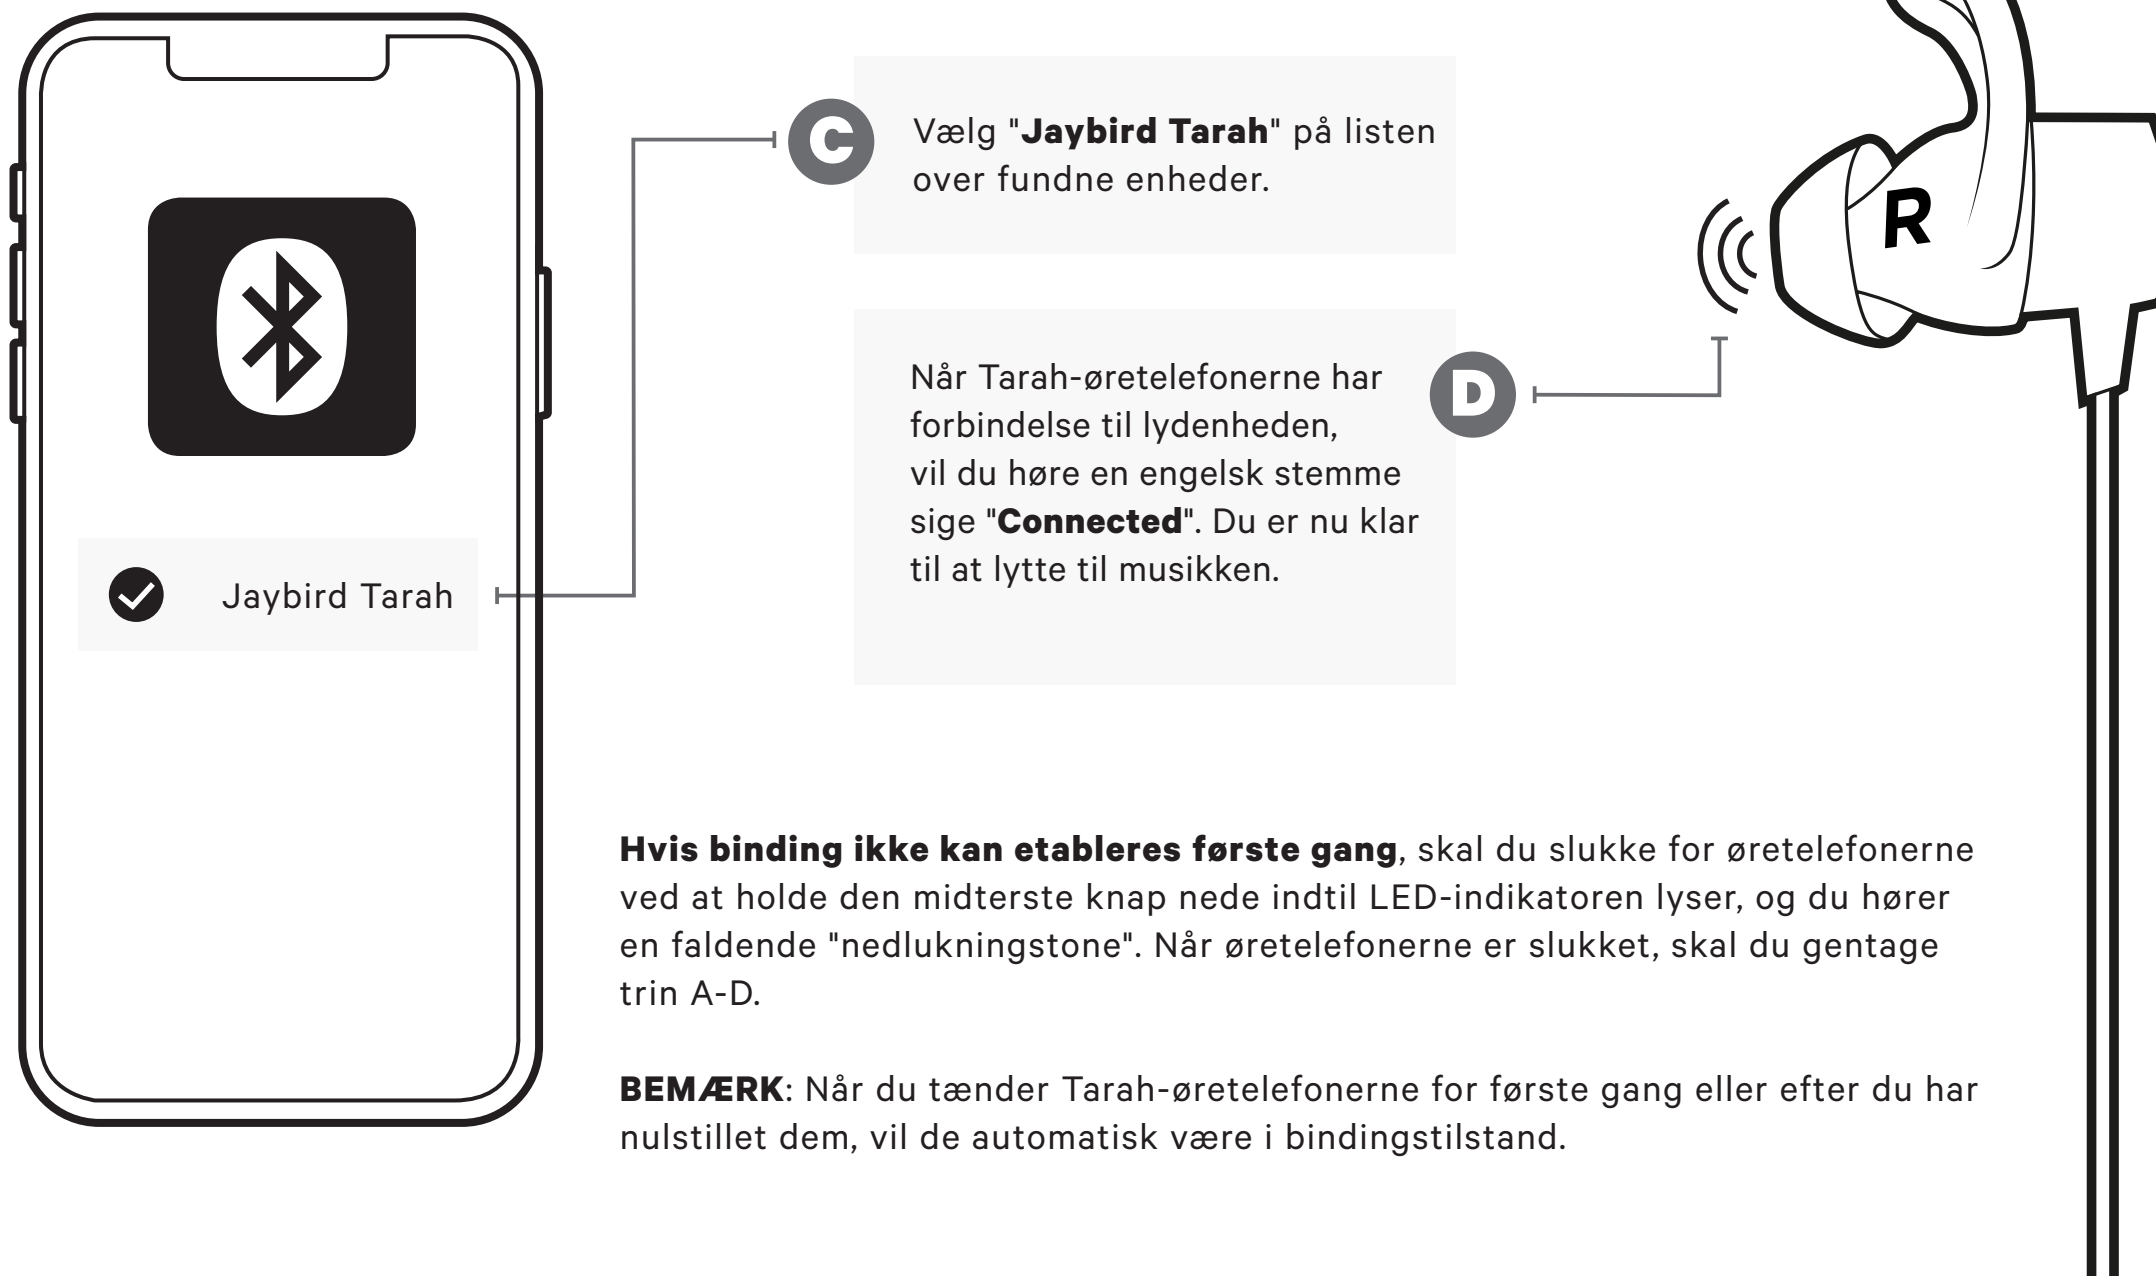 C
Vælg "Jaybird Tarah" på listen
over fundne enheder.
R
Når Tarah-øretelefonerne har
forbindelse til lydenheden,
vil du høre en engelsk stemme
sige "Connected". Du er nu klar
til at lytte til musikken.
D
Jaybird Tarah
Hvis binding ikke kan etableres første gang, skal du slukke for øretelefonerne
ved at holde den midterste knap nede indtil LED-indikatoren lyser, og du hører
en faldende "nedlukningstone". Når øretelefonerne er slukket, skal du gentage
trin A-D.
BEMÆRK: Når du tænder Tarah-øretelefonerne for første gang eller efter du har
nulstillet dem, vil de automatisk være i bindingstilstand.